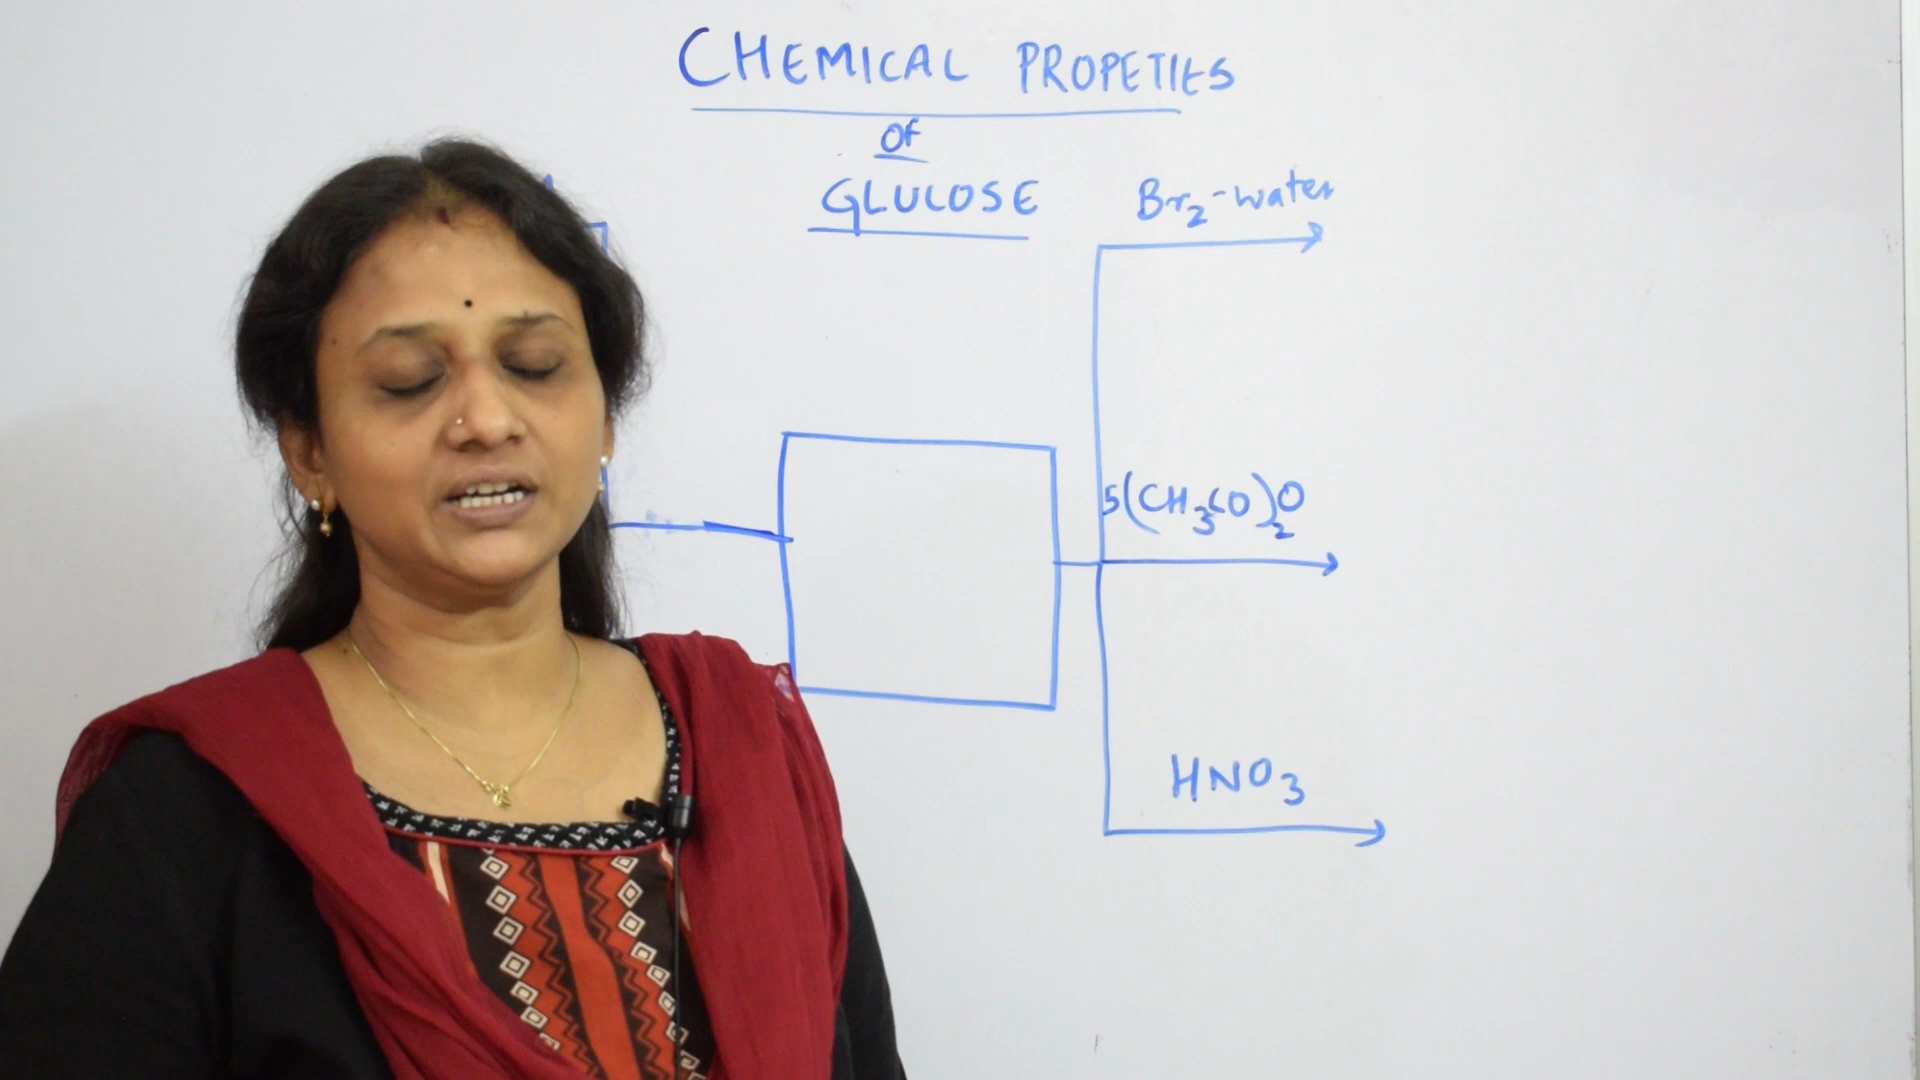 CHEMICAL PROPETIES
OF
GLUCOSE
Br2-water
5(CH3CO)2O
HNO3